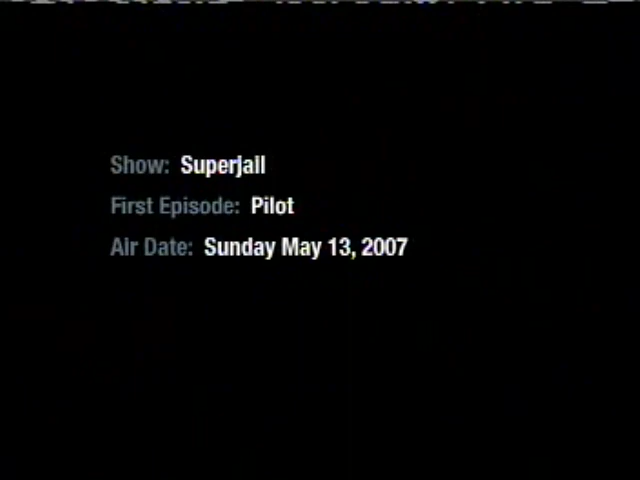 Show: Superjail
First Episode: Pilot
Air Date: Sunday May 13, 2007